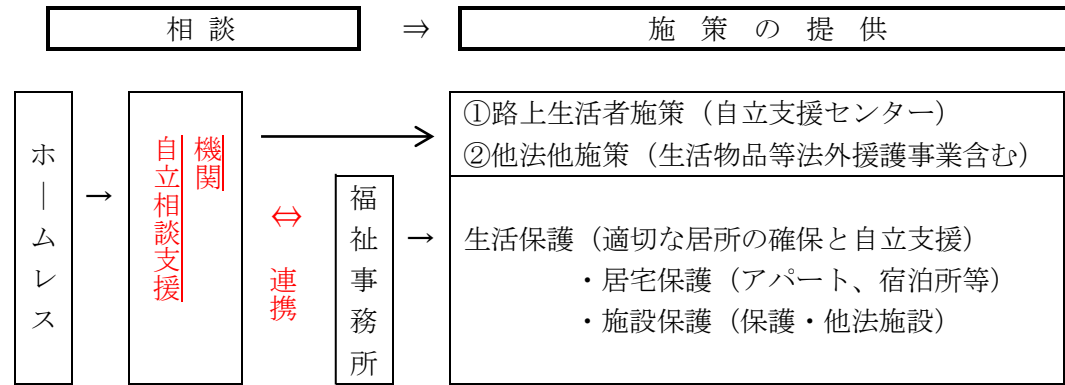 相談
⇒
施策の提供
ホームレス
→
自立相談支援
機関
⇔
連携
福祉事務所
→
①路上生活者施策（自立支援センター）
②他法他施策（生活物品等法外援護事業含む）
生活保護（適切な居所の確保と自立支援）
・居宅保護（アパート、宿泊所等）
・施設保護（保護・他法施設）